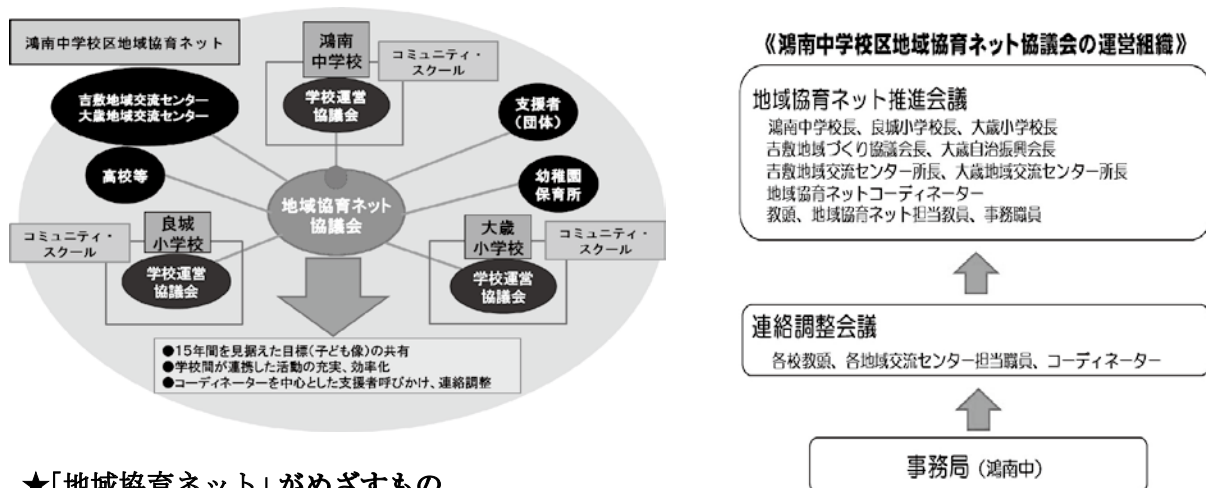 鴻南中学校区地域協育ネット
鴻南
中学校
コミュニティ・
スクール
学校運営
協議会
吉敷地域交流センター
大歳地域交流センター
支援者
(団体)
高校等
幼稚園
保育所
地域協育ネット
協議会
コミュニティ・
スクール
良城
小学校
学校運営
協議会
大歳
小学校
コミュニティ・
スクール
学校運営
協議会
●15年間を見据えた目標(子ども像)の共有
●学校間が連携した活動の充実、効率化
●コーディネーターを中心とした支援者呼びかけ、連絡調整
★「地域協育ネット」がめざすもの
《鴻南中学校区地域協育ネット協議会の運営組織》
地域協育ネット推進会議
鴻南中学校長、良城小学校長、大歳小学校長
吉敷地域づくり協議会長、大歳自治振興会長
吉敷地域交流センター所長、大歳地域交流センター所長
地域協育ネットコーディネーター
教頭、地域協育ネット担当教員、事務職員
連絡調整会議
各校教頭、各地域交流センター担当職員、コーディネーター
事務局(鴻南中)